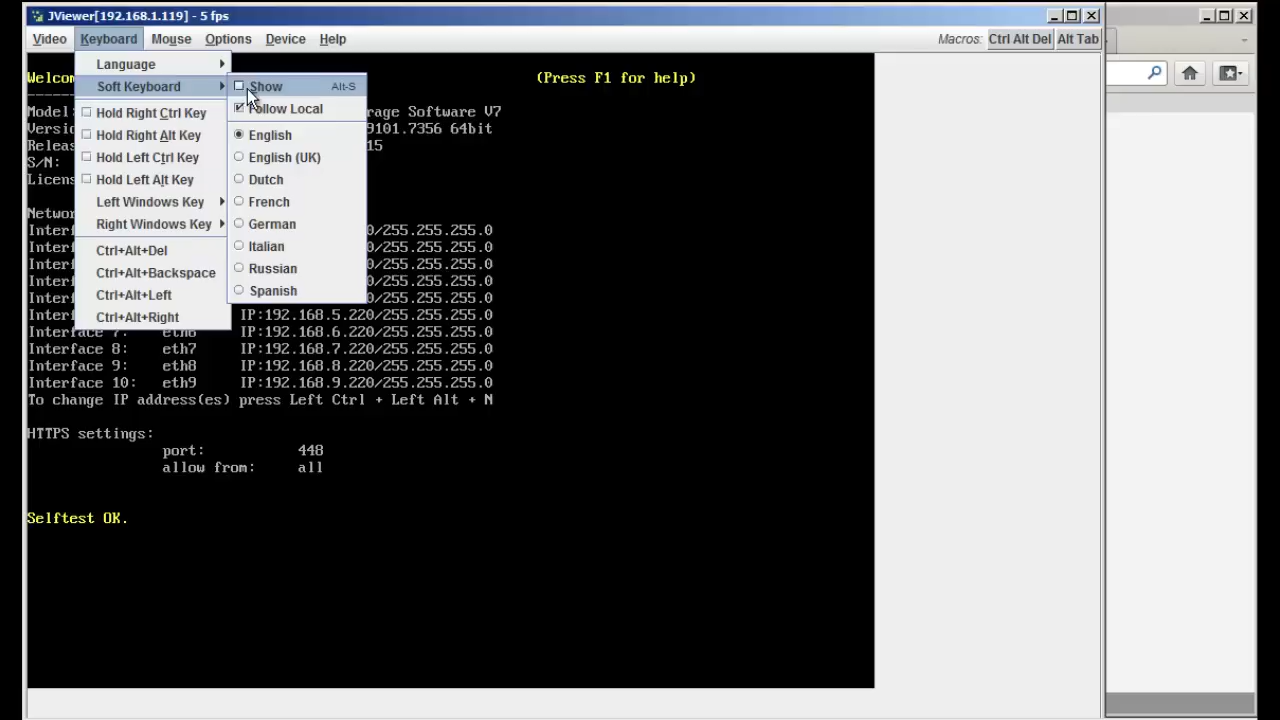 JViewer[192.168.1.119] - 5 fps
Video Keyboard Mouse Options Device Help Macros: Ctrl Alt Del Alt Tab
Language
Soft Keyboard
Hold Right Ctrl Key
Hold Right Alt Key
Hold Left Ctrl Key
Hold Left Alt Key
Left Windows Key
Right Windows Key
Ctrl+Alt+Del
Ctrl+Alt+Backspace
Ctrl+Alt+Left
Ctrl+Alt+Right
Show Alt-S
Follow Local
English
English (UK)
Dutch
French
German
Italian
Russian
Spanish
(Press F1 for help)
Model: Software V7
9101.7356 64bit
15
S/N:
/255.255.255.0
/255.255.255.0
/255.255.255.0
/255.255.255.0
/255.255.255.0
IP:192.168.5.220/255.255.255.0
Interface 7: eth6 IP:192.168.6.220/255.255.255.0
Interface 8: eth7 IP:192.168.7.220/255.255.255.0
Interface 9: eth8 IP:192.168.8.220/255.255.255.0
Interface 10: eth9 IP:192.168.9.220/255.255.255.0
To change IP address(es) press Left Ctrl + Left Alt + N
HTTPS settings:
port: 448
allow from: all
Selftest OK.